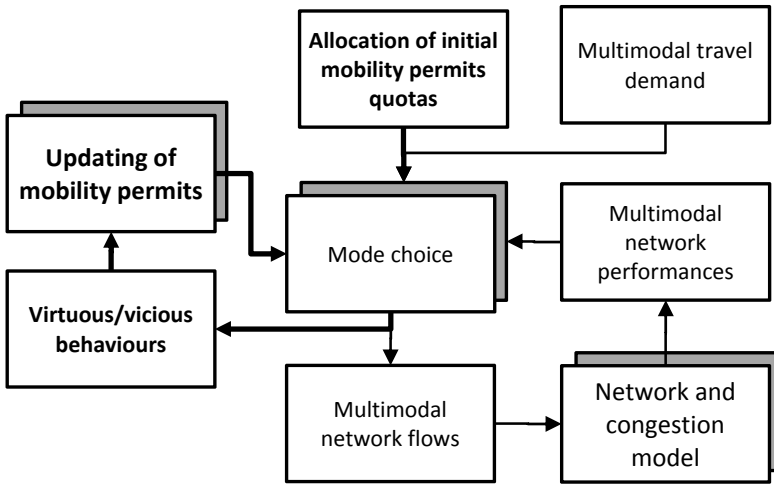 Allocation of initial
mobility permits
quotas
Multimodal travel
demand
Updating of
mobility permits
Mode choice
Multimodal
network
performances
Virtuous/vicious
behaviours
Multimodal
network flows
Network and
congestion
model